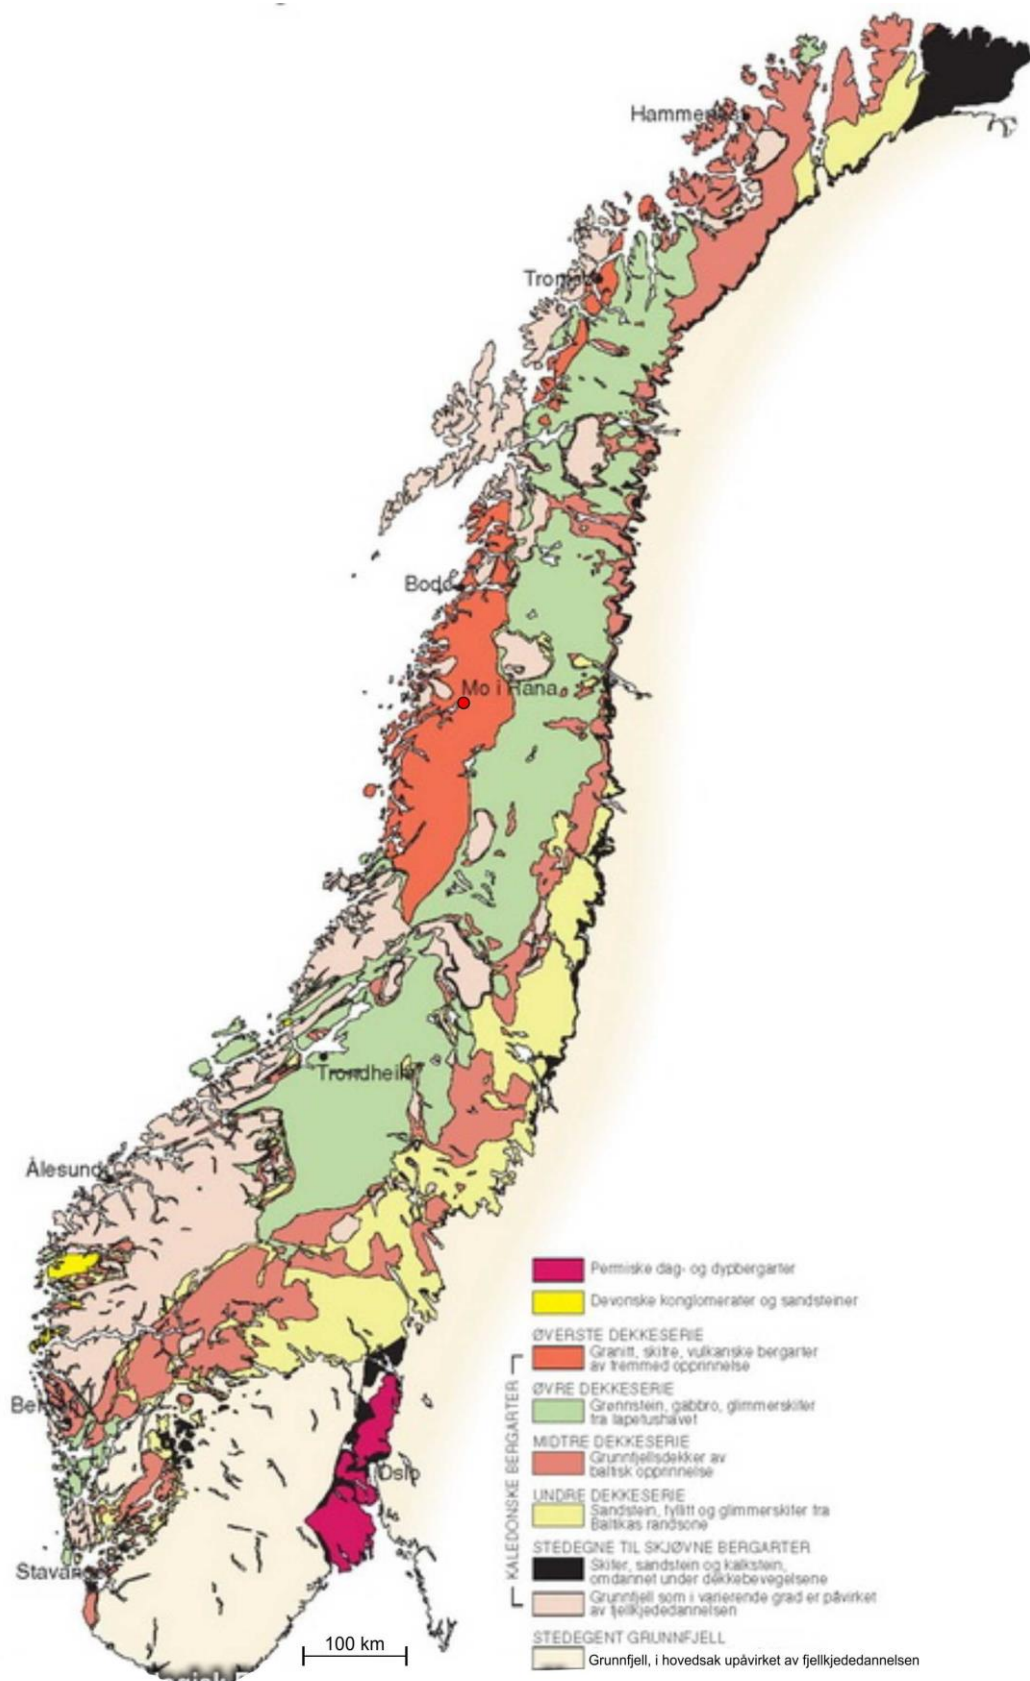 Hammerfest
Tromsø
Bodø
Mo i Rana
Trondheim
Ålesund
Bergen
Oslo
Stavanger
100 km
Permiske dag- og dypbergarter
Devonske konglomerater og sandsteiner
KALEDONSKE BERGARTER
ØVERSTE DEKKESERIE
Granitt, skifre, vulkanske bergarter
av fremmed opprinnelse
ØVRE DEKKESERIE
Grønnstein, gabbro, glimmerskifer
fra Iapetushavet
MIDTRE DEKKESERIE
Grunnfjellsdekker av
baltisk opprinnelse
UNDRE DEKKESERIE
Sandstein, fyllitt og glimmerskifer fra
Baltikas randsone
STEDEGNE TIL SKJØVNE BERGARTER
Skifer, sandstein og kalkstein,
omdannet under dekkebevegelsene
Grunnfjell som i varierende grad er påvirket
av fjellkjededannelsen
STEDEGENT GRUNNFJELL
Grunnfjell, i hovedsak upåvirket av fjellkjededannelsen